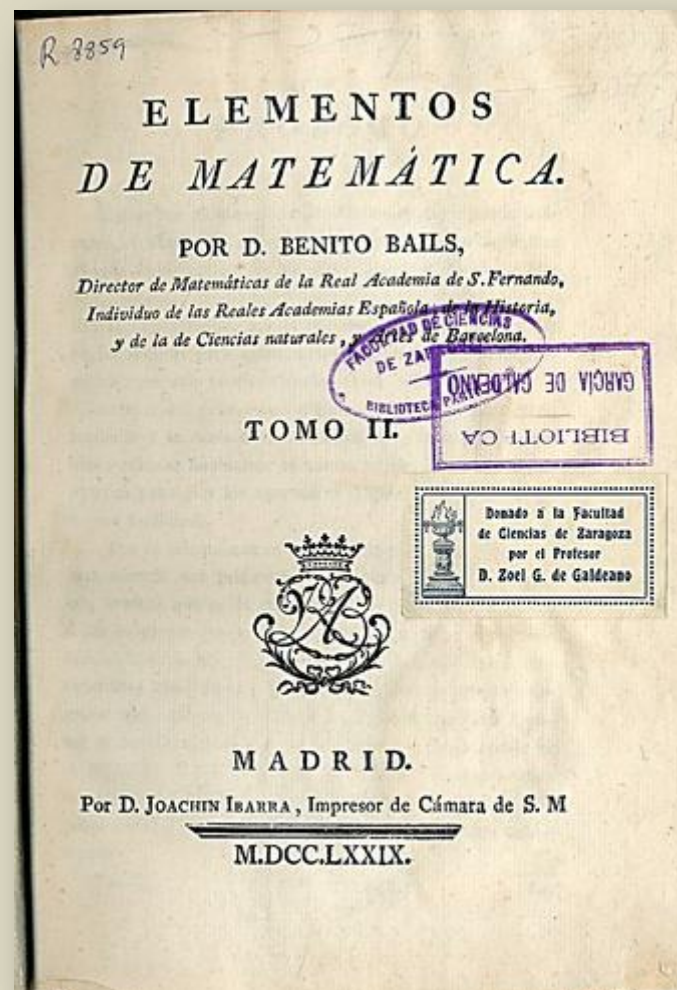 R 8859
ELEMENTOS
DE MATEMÁTICA.
POR D. BENITO BAILS,
Director de Matemáticas de la Real Academia de S. Fernando,
Individuo de las Reales Academias Española, de la Historia,
y de la de Ciencias naturales, y Artes de Barcelona.
FACULTAD DE CIENCIAS
DE ZARAGOZA
BIBLIOTECA
BIBLIOTECA
GARCÍA DE GALDEANO
TOMO II.
Donado a la Facultad
de Ciencias de Zaragoza
por el Profesor
D. Zoel G. de Galdeano
MADRID.
Por D. JOACHIN IBARRA, Impresor de Cámara de S. M
M.DCC.LXXIX.